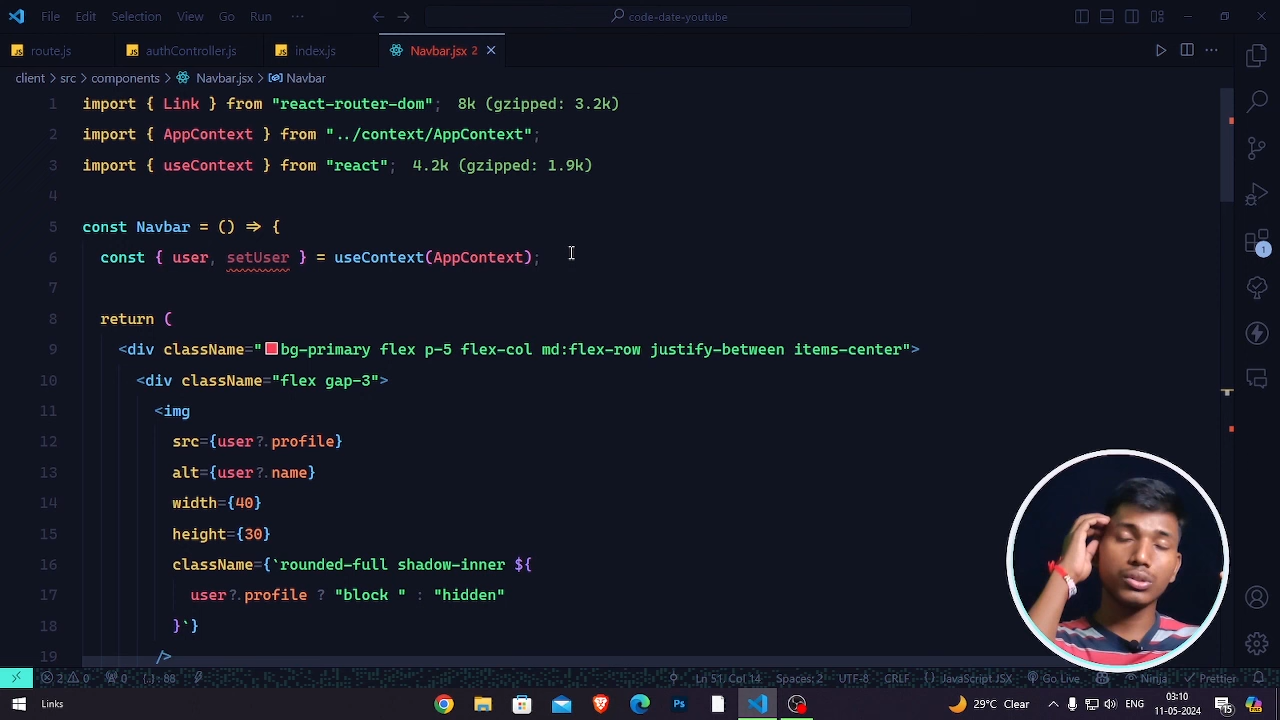 File Edit Selection View Go Run ··· code-date-youtube
route.js authController.js index.js Navbar.jsx 2
client > src > components > Navbar.jsx > Navbar
1 import { Link } from "react-router-dom"; 8k (gzipped: 3.2k)
2 import { AppContext } from "../context/AppContext";
3 import { useContext } from "react"; 4.2k (gzipped: 1.9k)
4
5 const Navbar = () => {
6 const { user, setUser } = useContext(AppContext);
7
8 return (
9 <div className="bg-primary flex p-5 flex-col md:flex-row justify-between items-center">
10 <div className="flex gap-3">
11 <img
12 src={user?.profile}
13 alt={user?.name}
14 width={40}
15 height={30}
16 className={`rounded-full shadow-inner ${
17 user?.profile ? "block " : "hidden"
18 }`}
19 />
1
2 0 0 {..}: 88 Ln 51, Col 14 Spaces: 2 UTF-8 CRLF {} JavaScript JSX Go Live Ninja Prettier
Links 29°C Clear ENG 03:10
11-05-2024